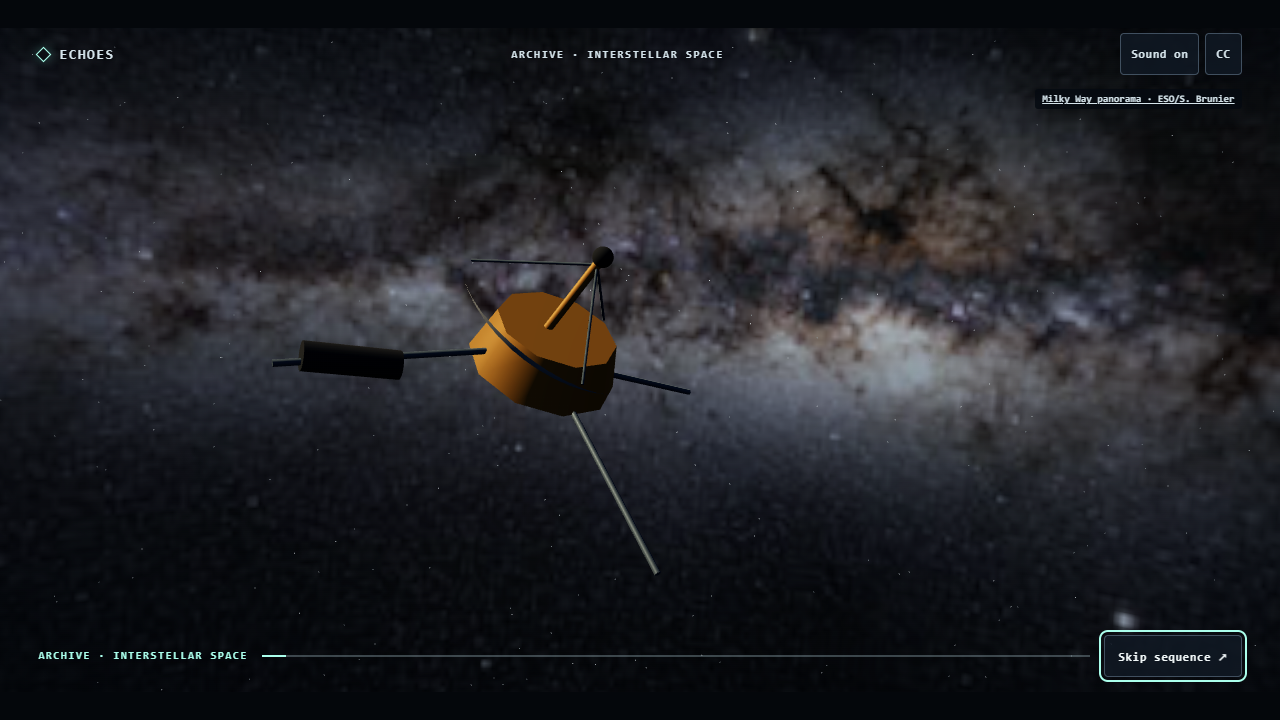 ECHOES
ARCHIVE · INTERSTELLAR SPACE
Sound on
CC
Milky Way panorama · ESO/S. Brunier
ARCHIVE · INTERSTELLAR SPACE
Skip sequence ↗